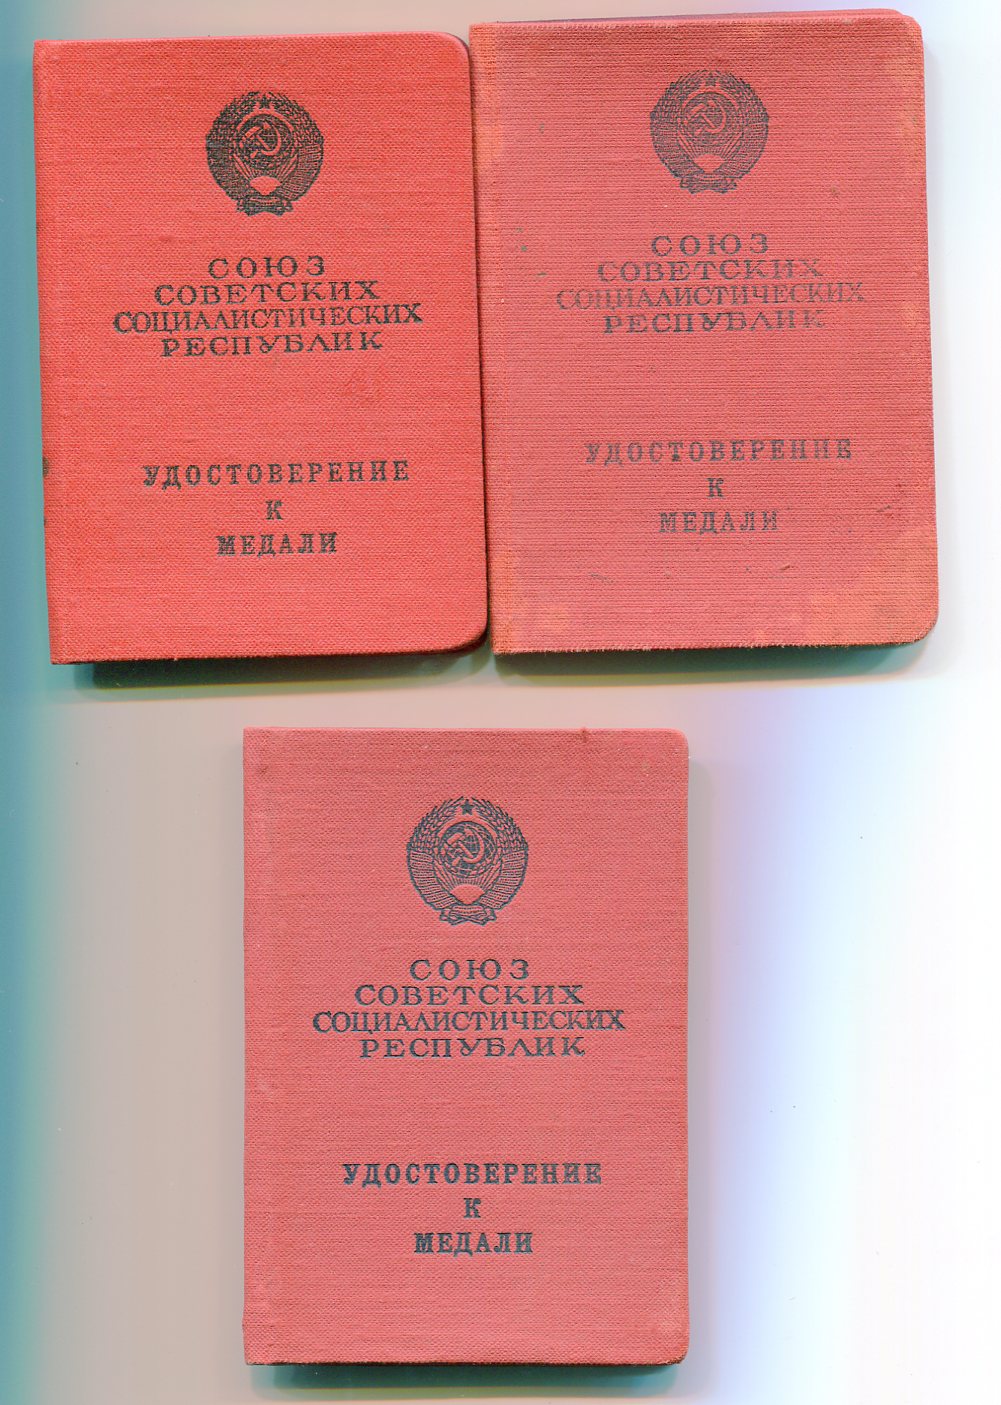 СОЮЗ
СОВЕТСКИХ
СОЦИАЛИСТИЧЕСКИХ
РЕСПУБЛИК
УДОСТОВЕРЕНИЕ
К
МЕДАЛИ
СОЮЗ
СОВЕТСКИХ
СОЦИАЛИСТИЧЕСКИХ
РЕСПУБЛИК
УДОСТОВЕРЕНИЕ
К
МЕДАЛИ
СОЮЗ
СОВЕТСКИХ
СОЦИАЛИСТИЧЕСКИХ
РЕСПУБЛИК
УДОСТОВЕРЕНИЕ
К
МЕДАЛИ